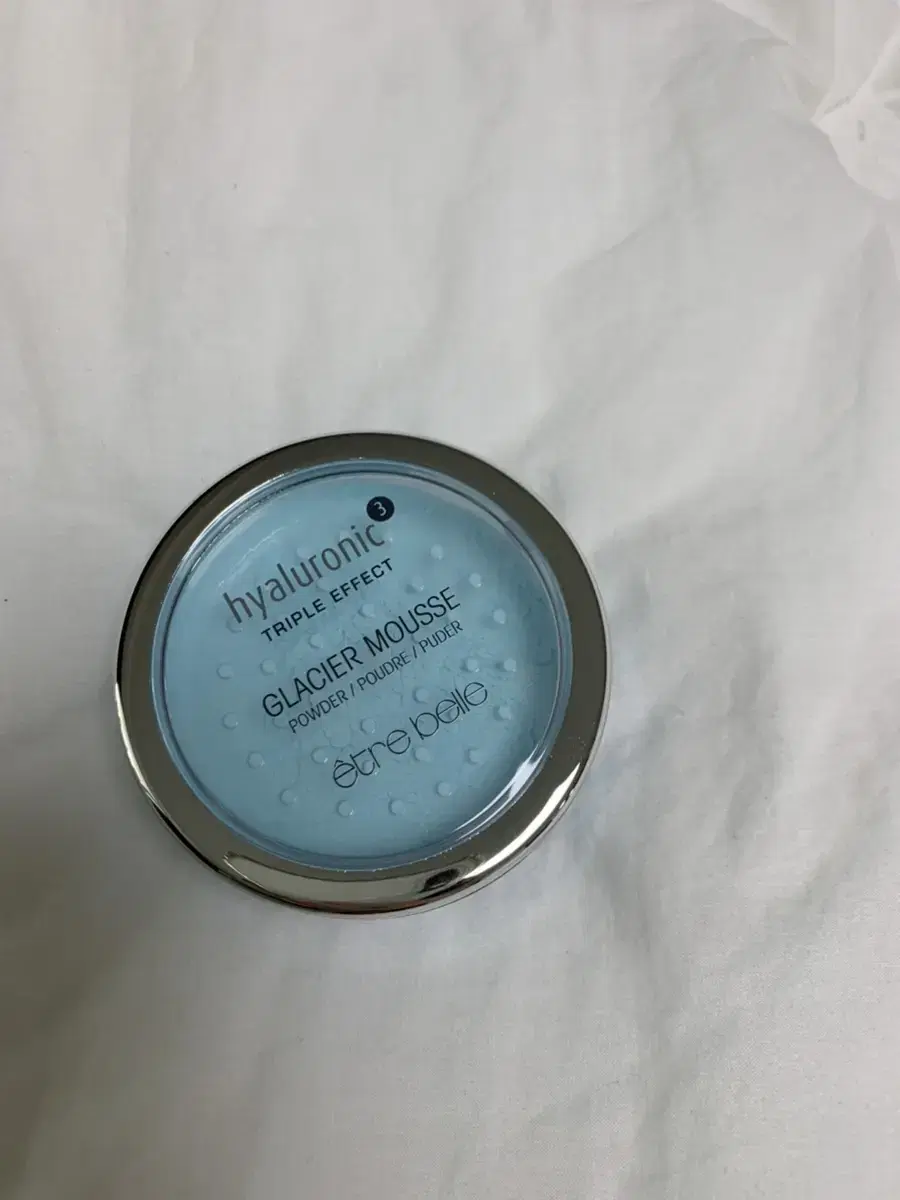 hyaluronic 3
TRIPLE EFFECT
GLACIER MOUSSE
POWDER / POUDRE / PUDER
être belle